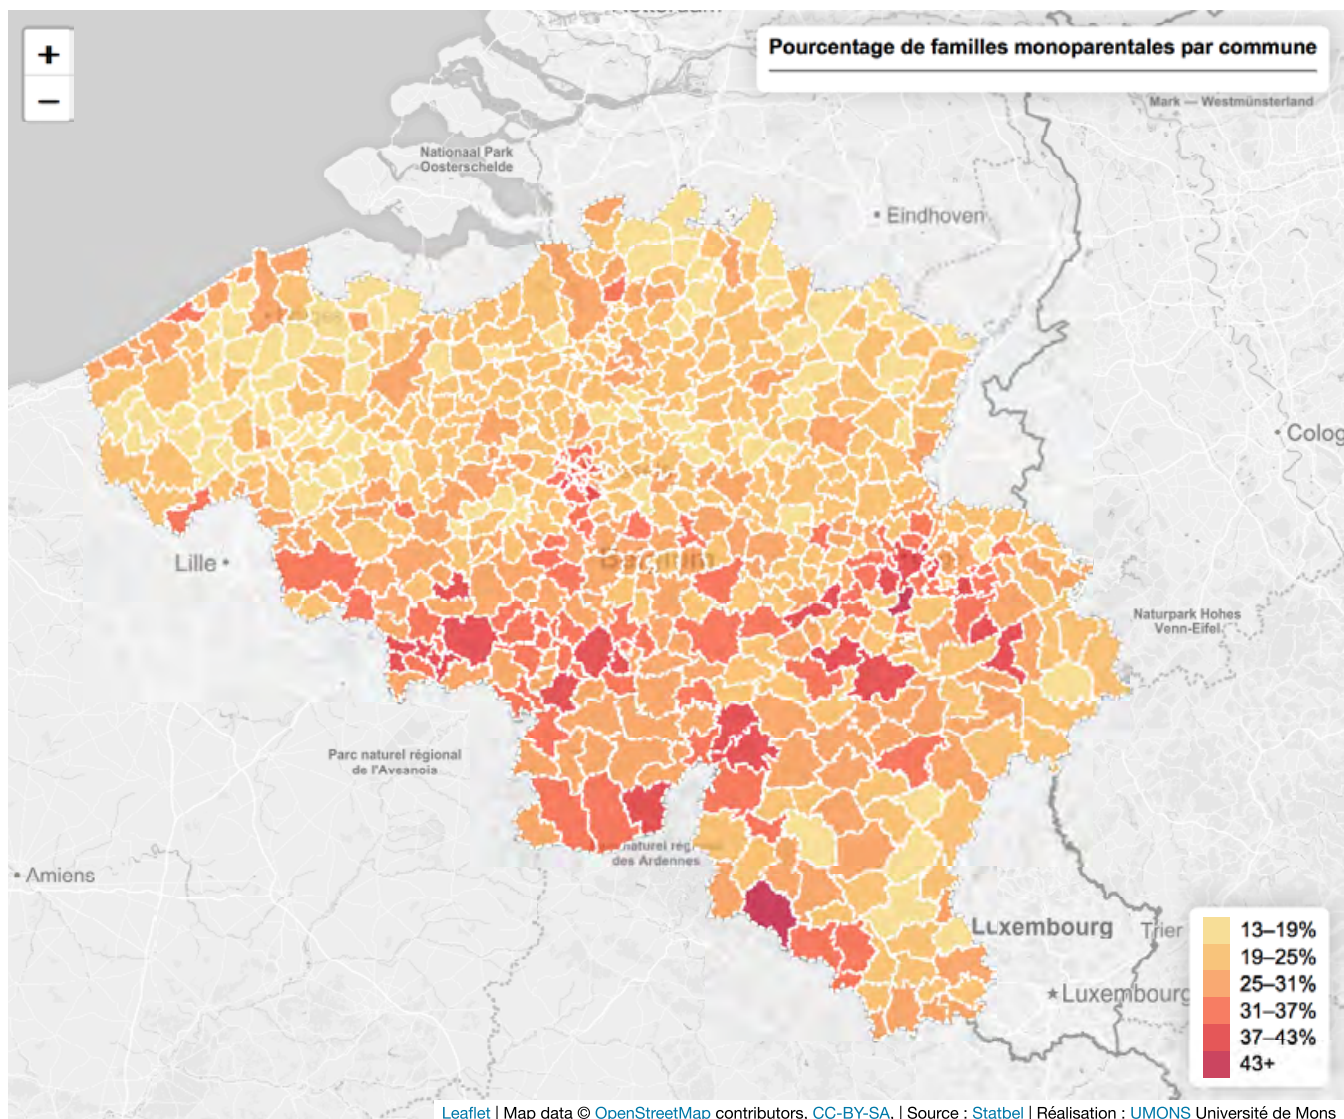 +
−
Pourcentage de familles monoparentales par commune
Mark — Westmünsterland
Nationaal Park
Oosterschelde
Eindhoven
Lille
Belgium
Naturpark Hohes
Venn-Eifel
Parc naturel régional
de l'Avesnois
des Ardennes
Amiens
Luxembourg
Trier
Luxembourg
13–19%
19–25%
25–31%
31–37%
37–43%
43+
Leaflet | Map data © OpenStreetMap contributors, CC-BY-SA, | Source : Statbel | Réalisation : UMONS Université de Mons